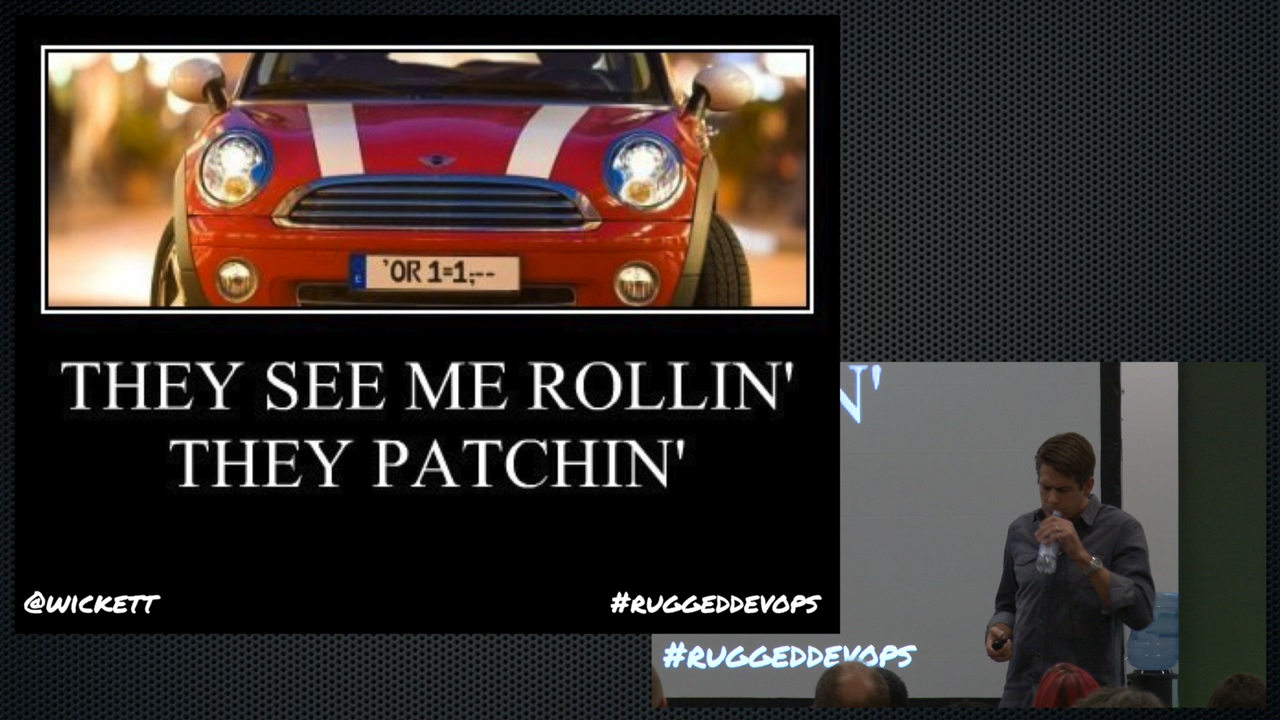 'OR 1=1;--
THEY SEE ME ROLLIN'
THEY PATCHIN'
@WICKETT
#RUGGEDDEVOPS
N'
#RUGGEDDEVOPS